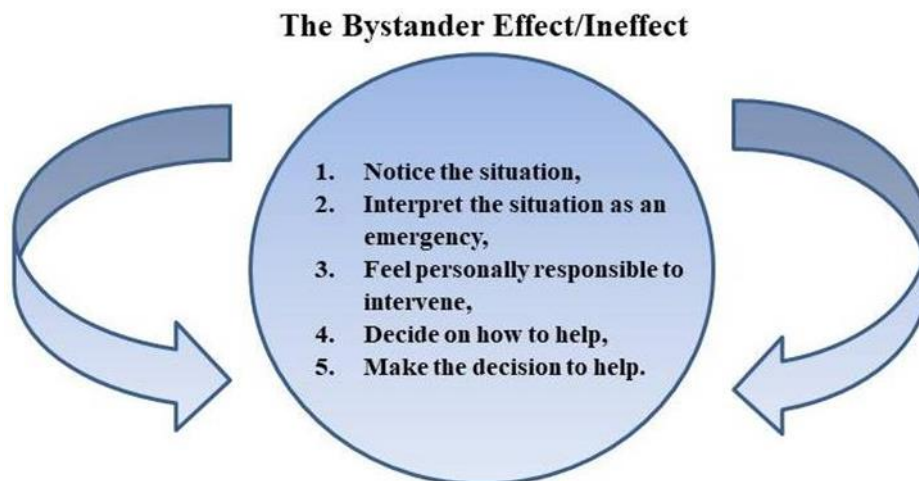 The Bystander Effect/Ineffect
1. Notice the situation,
2. Interpret the situation as an
emergency,
3. Feel personally responsible to
intervene,
4. Decide on how to help,
5. Make the decision to help.